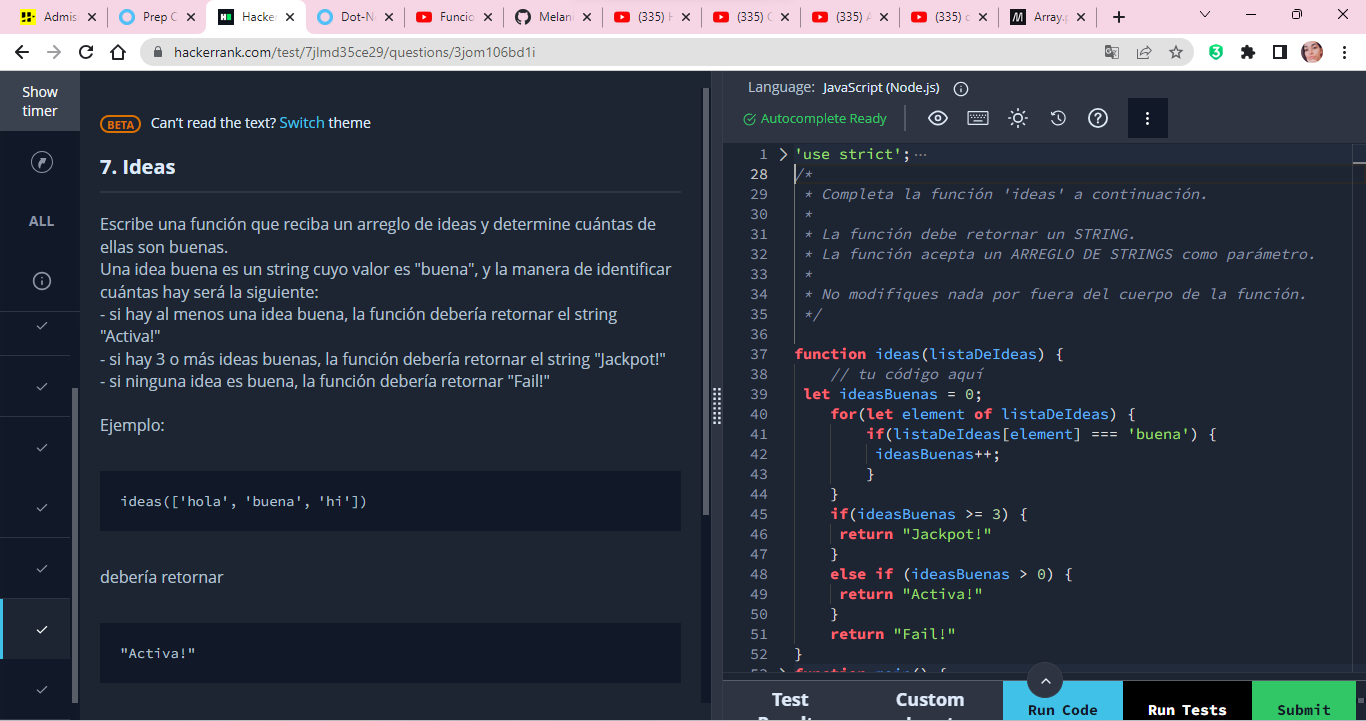 Admis
Prep C
Hacke
Dot-N
Funcio
Melan
(335) H
(335) C
(335) A
(335) c
Array.p
hackerrank.com/test/7jlmd35ce29/questions/3jom106bd1i
Show
timer
ALL
BETA Can't read the text? Switch theme
7. Ideas
Escribe una función que reciba un arreglo de ideas y determine cuántas de
ellas son buenas.
Una idea buena es un string cuyo valor es "buena", y la manera de identificar
cuántas hay será la siguiente:
- si hay al menos una idea buena, la función debería retornar el string
"Activa!"
- si hay 3 o más ideas buenas, la función debería retornar el string "Jackpot!"
- si ninguna idea es buena, la función debería retornar "Fail!"
Ejemplo:
ideas(['hola', 'buena', 'hi'])
debería retornar
"Activa!"
Language: JavaScript (Node.js)
Autocomplete Ready
1 'use strict'; ···
28 /*
29 * Completa la función 'ideas' a continuación.
30 *
31 * La función debe retornar un STRING.
32 * La función acepta un ARREGLO DE STRINGS como parámetro.
33 *
34 * No modifiques nada por fuera del cuerpo de la función.
35 */
36
37 function ideas(listaDeIdeas) {
38 // tu código aquí
39 let ideasBuenas = 0;
40 for(let element of listaDeIdeas) {
41 if(listaDeIdeas[element] === 'buena') {
42 ideasBuenas++;
43 }
44 }
45 if(ideasBuenas >= 3) {
46 return "Jackpot!"
47 }
48 else if (ideasBuenas > 0) {
49 return "Activa!"
50 }
51 return "Fail!"
52 }
53 function main() {
Test
Custom
Run Code
Run Tests
Submit